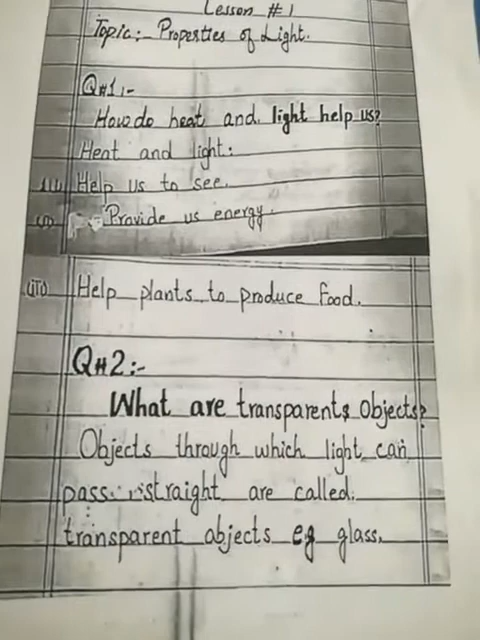 Lesson # 1
Topic:- Properties of Light.
Q#1:-
How do heat and light help us?
Heat and light:
(i) Help us to see.
(ii) Provide us energy.
(iii) Help plants to produce food.
Q#2:-
What are transparents objects?
Objects through which light can
pass straight are called
transparent objects eg glass.